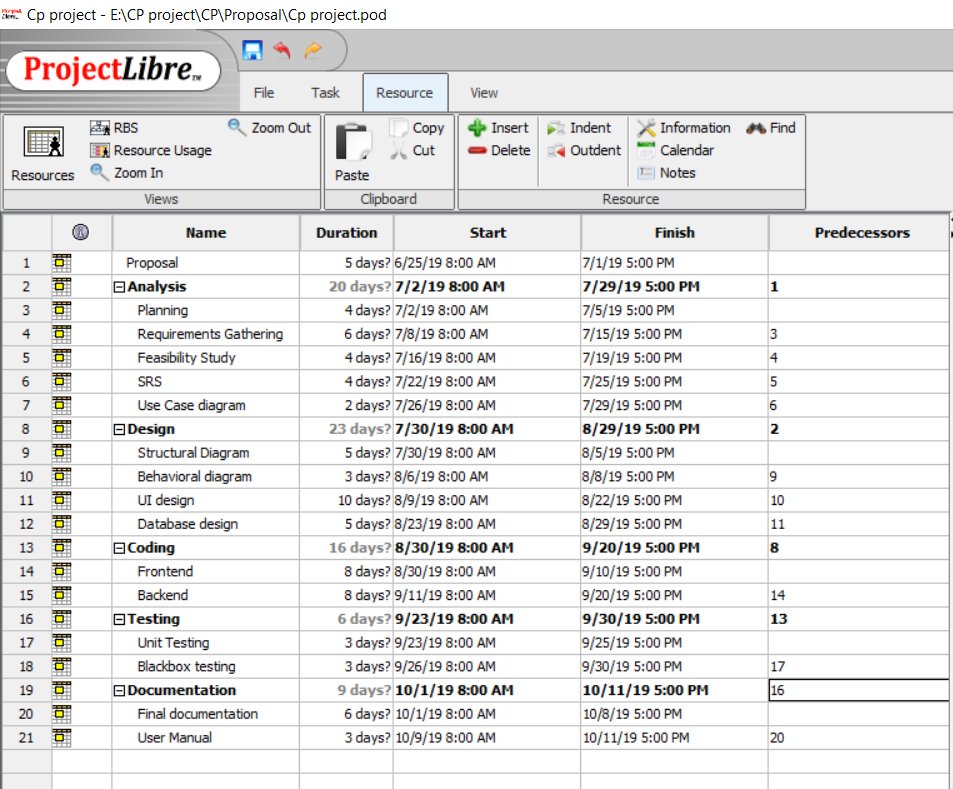 Cp project - E:\CP project\CP\Proposal\Cp project.pod
ProjectLibre™
File Task Resource View
Resources
RBS
Resource Usage
Zoom In
Zoom Out
Views
Paste
Copy
Cut
Clipboard
Insert
Delete
Indent
Outdent
Information
Calendar
Notes
Find
Resource
Name Duration Start Finish Predecessors
1 Proposal 5 days? 6/25/19 8:00 AM 7/1/19 5:00 PM
2 Analysis 20 days? 7/2/19 8:00 AM 7/29/19 5:00 PM 1
3 Planning 4 days? 7/2/19 8:00 AM 7/5/19 5:00 PM
4 Requirements Gathering 6 days? 7/8/19 8:00 AM 7/15/19 5:00 PM 3
5 Feasibility Study 4 days? 7/16/19 8:00 AM 7/19/19 5:00 PM 4
6 SRS 4 days? 7/22/19 8:00 AM 7/25/19 5:00 PM 5
7 Use Case diagram 2 days? 7/26/19 8:00 AM 7/29/19 5:00 PM 6
8 Design 23 days? 7/30/19 8:00 AM 8/29/19 5:00 PM 2
9 Structural Diagram 5 days? 7/30/19 8:00 AM 8/5/19 5:00 PM
10 Behavioral diagram 3 days? 8/6/19 8:00 AM 8/8/19 5:00 PM 9
11 UI design 10 days? 8/9/19 8:00 AM 8/22/19 5:00 PM 10
12 Database design 5 days? 8/23/19 8:00 AM 8/29/19 5:00 PM 11
13 Coding 16 days? 8/30/19 8:00 AM 9/20/19 5:00 PM 8
14 Frontend 8 days? 8/30/19 8:00 AM 9/10/19 5:00 PM
15 Backend 8 days? 9/11/19 8:00 AM 9/20/19 5:00 PM 14
16 Testing 6 days? 9/23/19 8:00 AM 9/30/19 5:00 PM 13
17 Unit Testing 3 days? 9/23/19 8:00 AM 9/25/19 5:00 PM
18 Blackbox testing 3 days? 9/26/19 8:00 AM 9/30/19 5:00 PM 17
19 Documentation 9 days? 10/1/19 8:00 AM 10/11/19 5:00 PM 16
20 Final documentation 6 days? 10/1/19 8:00 AM 10/8/19 5:00 PM
21 User Manual 3 days? 10/9/19 8:00 AM 10/11/19 5:00 PM 20